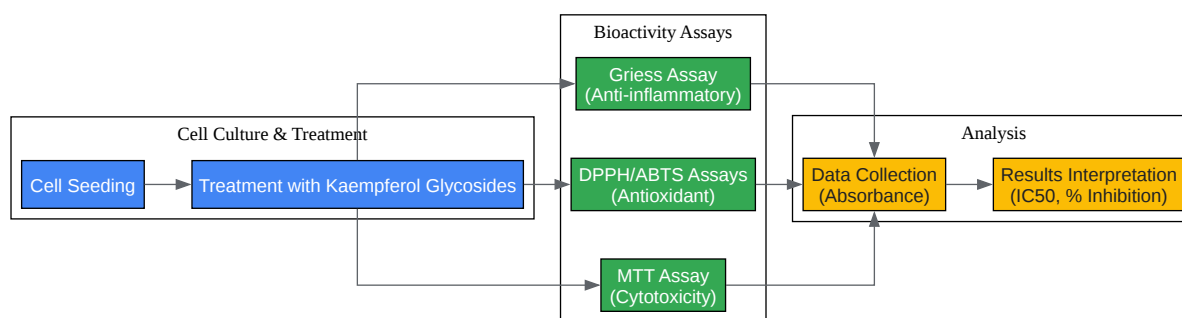 Bioactivity Assays
Griess Assay
(Anti-inflammatory)
Cell Culture & Treatment
Analysis
Cell Seeding
Treatment with Kaempferol Glycosides
DPPH/ABTS Assays
(Antioxidant)
Data Collection
(Absorbance)
Results Interpretation
(IC50, % Inhibition)
MTT Assay
(Cytotoxicity)